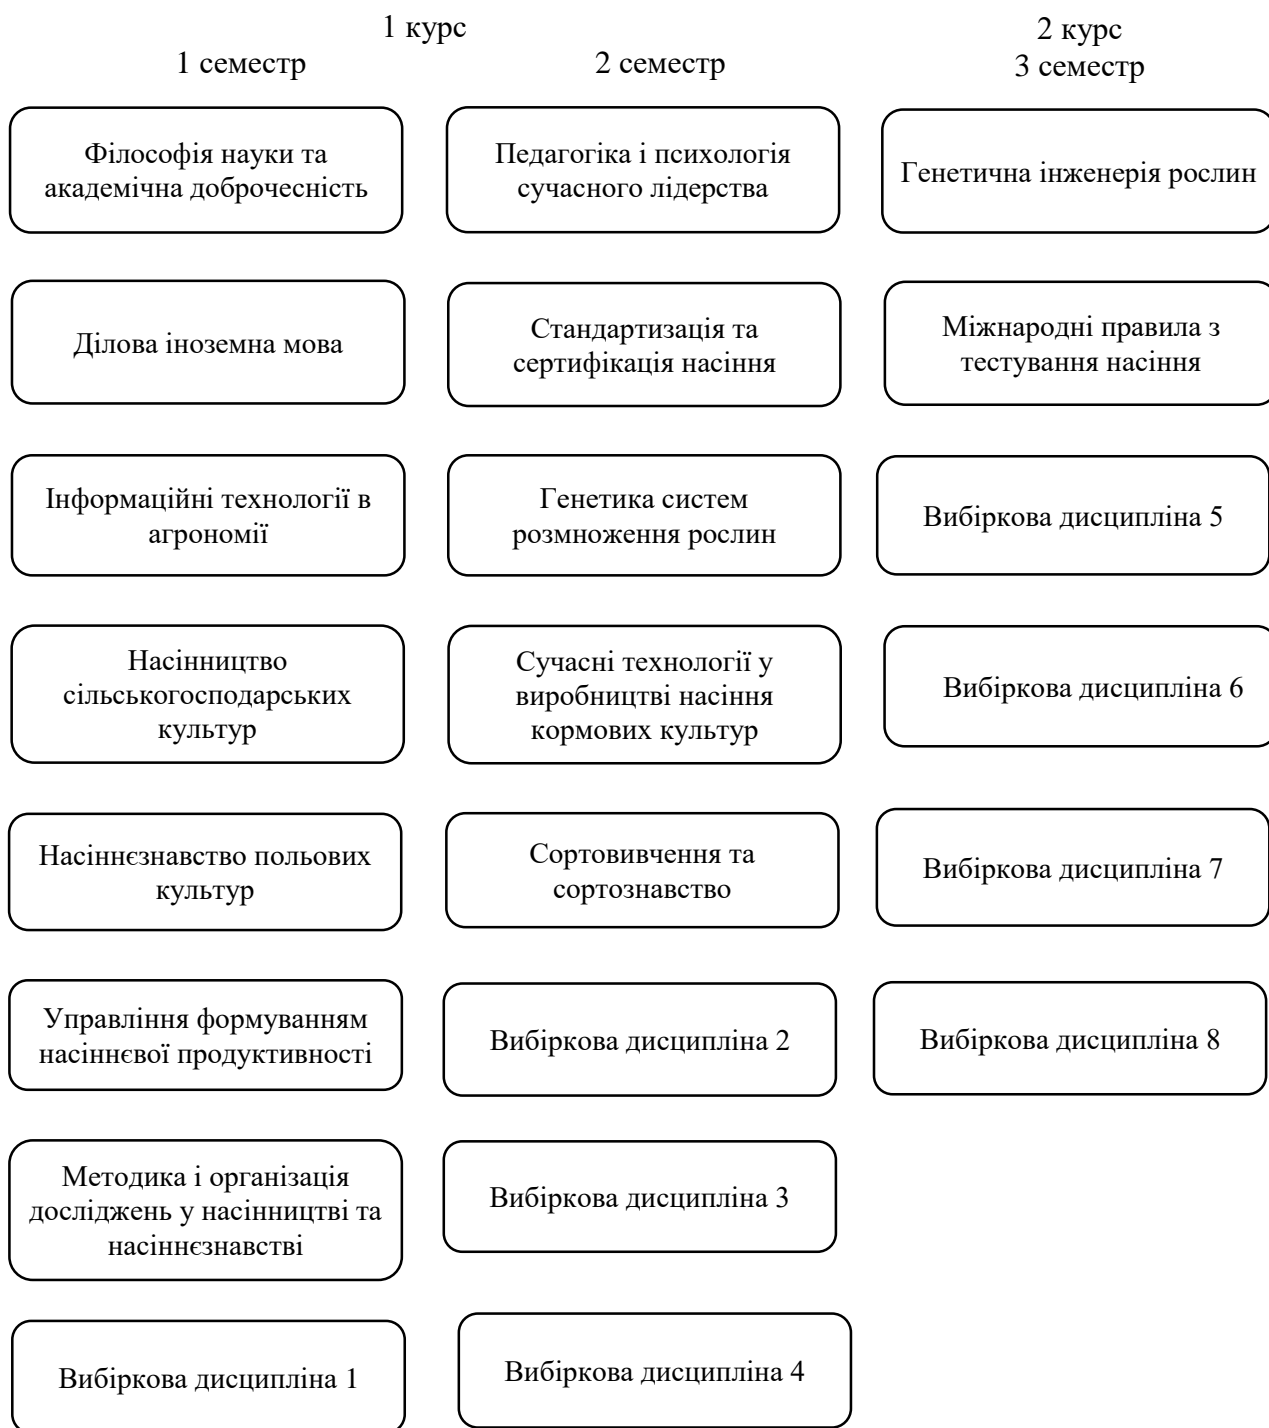 1 курс
2 курс
1 семестр
2 семестр
3 семестр
Філософія науки та
академічна доброчесність
Педагогіка і психологія
сучасного лідерства
Генетична інженерія рослин
Ділова іноземна мова
Стандартизація та
сертифікація насіння
Міжнародні правила з
тестування насіння
Інформаційні технології в
агрономії
Генетика систем
розмноження рослин
Вибіркова дисципліна 5
Насінництво
сільськогосподарських
культур
Сучасні технології у
виробництві насіння
кормових культур
Вибіркова дисципліна 6
Насіннєзнавство польових
культур
Сортовивчення та
сортознавство
Вибіркова дисципліна 7
Управління формуванням
насіннєвої продуктивності
Вибіркова дисципліна 2
Вибіркова дисципліна 8
Методика і організація
досліджень у насінництві та
насіннєзнавстві
Вибіркова дисципліна 3
Вибіркова дисципліна 1
Вибіркова дисципліна 4